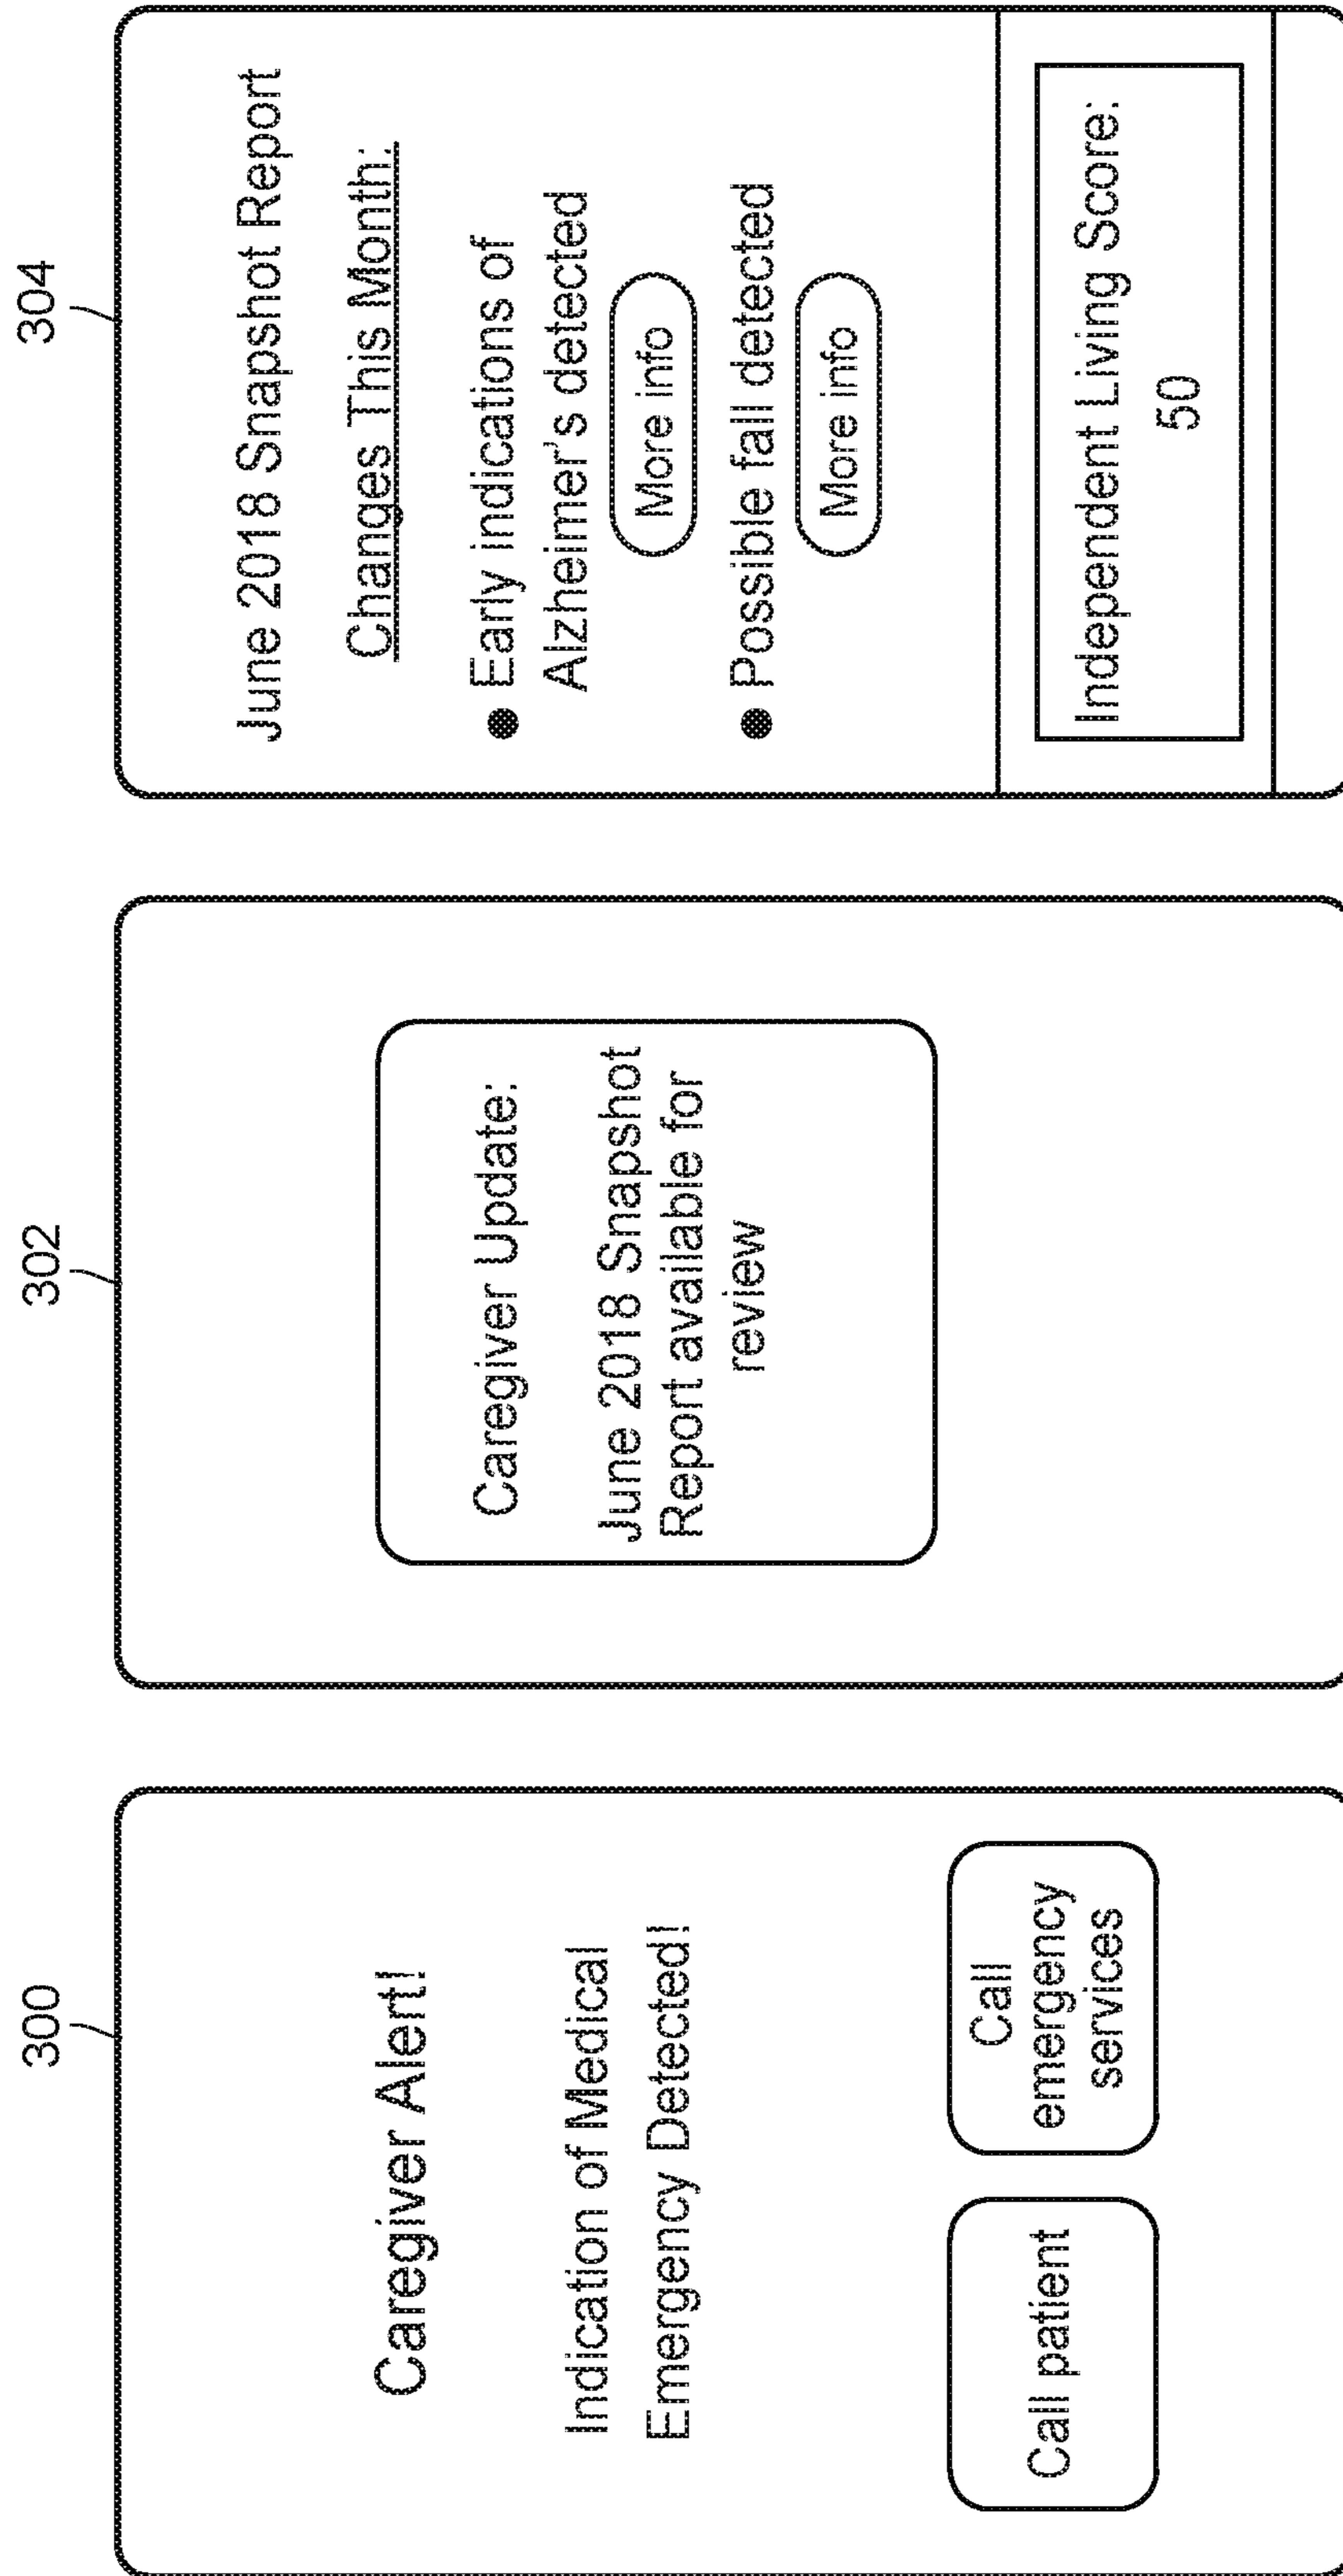 300
Caregiver Alert!
Indication of Medical
Emergency Detected!
Call patient
Call
emergency
services
302
Caregiver Update:
June 2018 Snapshot
Report available for
review
304
June 2018 Snapshot Report
Changes This Month:
● Early indications of
Alzheimer's detected
More info
● Possible fall detected
More info
Independent Living Score:
50